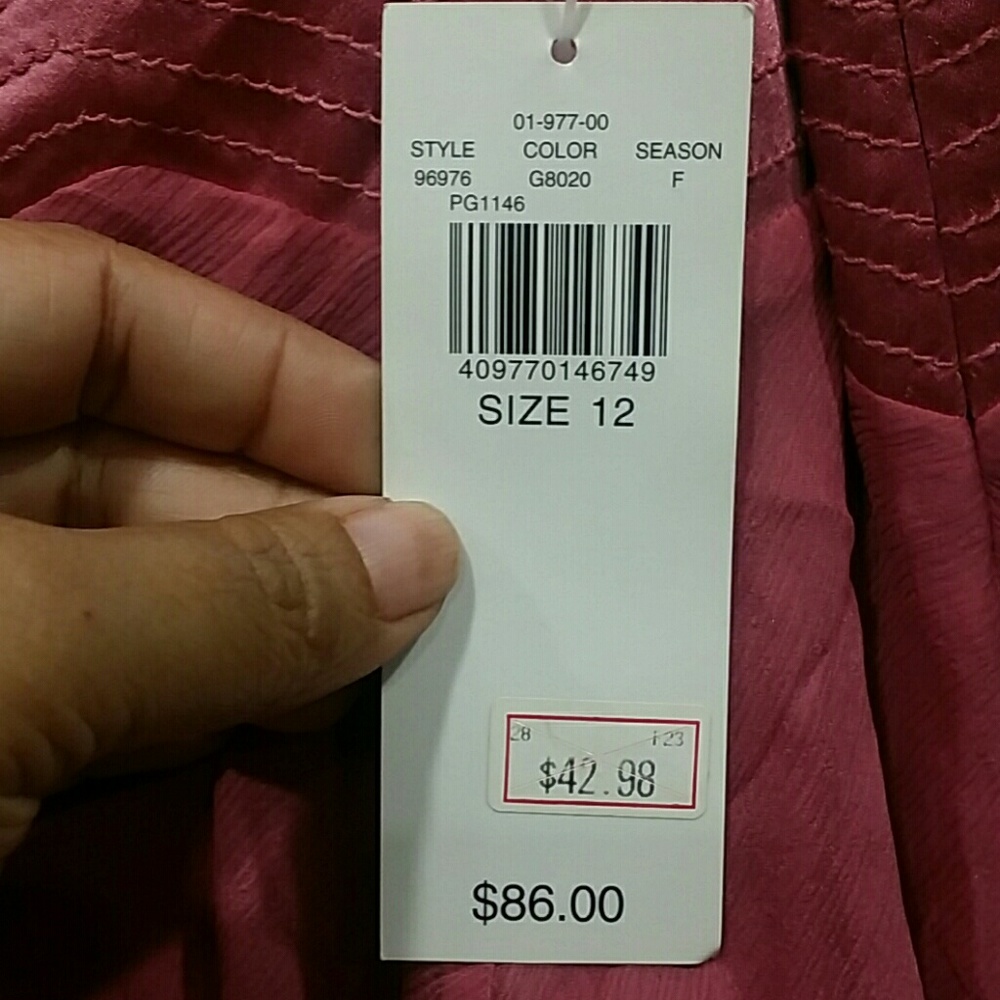 01-977-00
STYLE COLOR SEASON
96976 G8020 F
PG1146
409770146749
SIZE 12
28 123
$42.98
$86.00